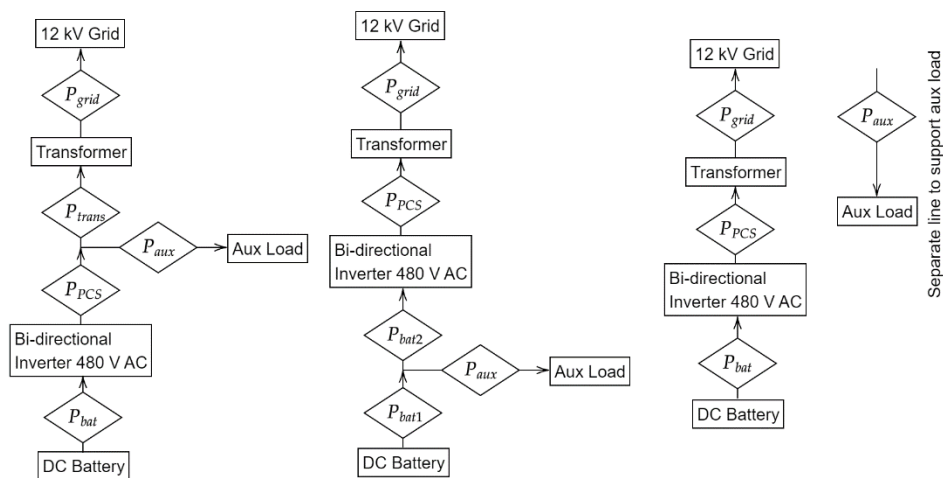 12 kV Grid
P_grid
Transformer
P_trans
P_aux
Aux Load
P_PCS
Bi-directional
Inverter 480 V AC
P_bat
DC Battery
12 kV Grid
P_grid
Transformer
P_PCS
Bi-directional
Inverter 480 V AC
P_bat2
P_aux
Aux Load
P_bat1
DC Battery
12 kV Grid
P_grid
Transformer
P_PCS
Bi-directional
Inverter 480 V AC
P_bat
DC Battery
P_aux
Aux Load
Separate line to support aux load